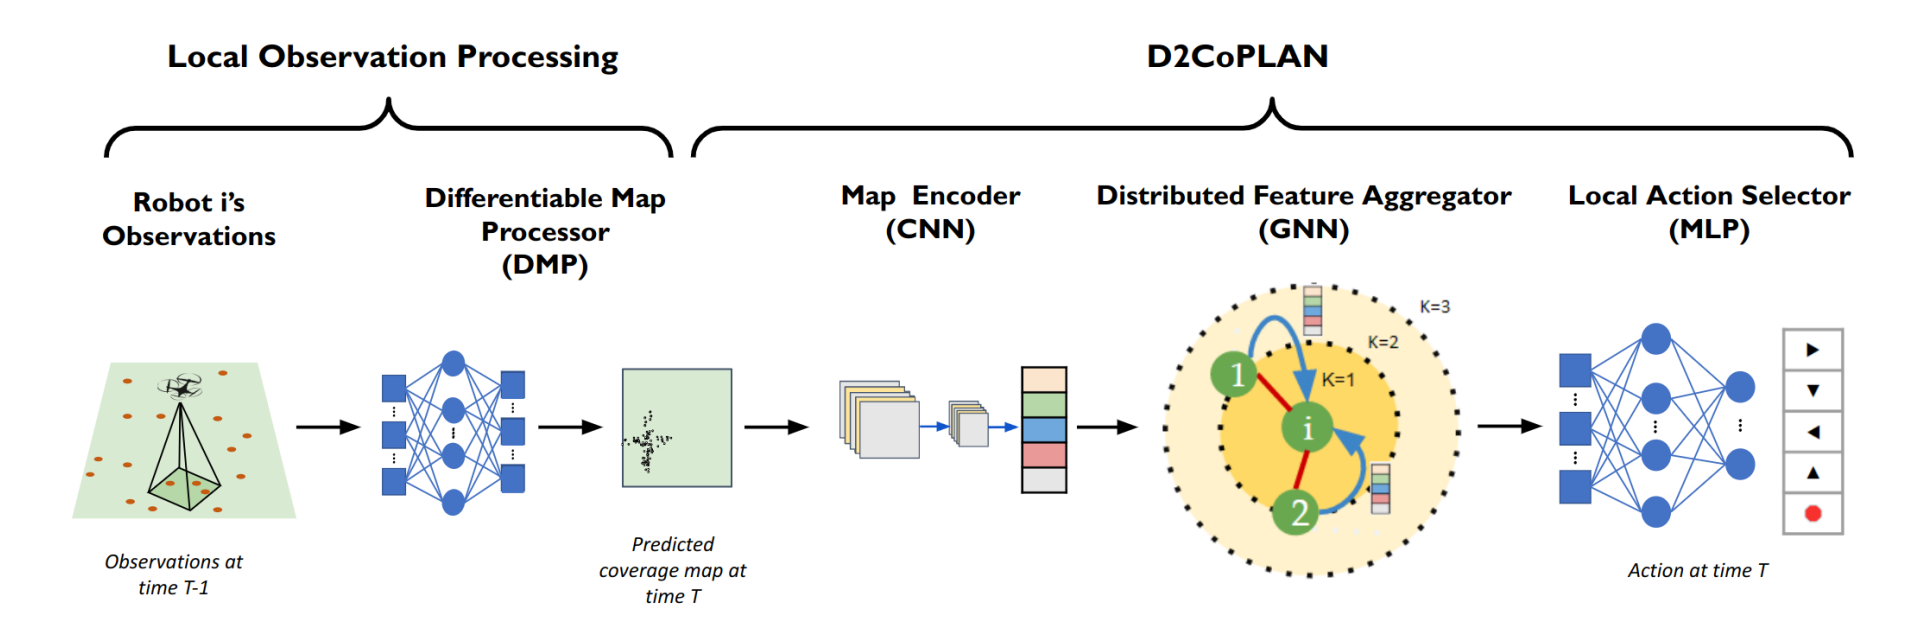 Local Observation Processing
D2CoPLAN
Robot i's
Observations
Differentiable Map
Processor
(DMP)
Map Encoder
(CNN)
Distributed Feature Aggregator
(GNN)
Local Action Selector
(MLP)
K=3
K=2
K=1
1
i
2
Observations at
time T-1
Predicted
coverage map at
time T
Action at time T